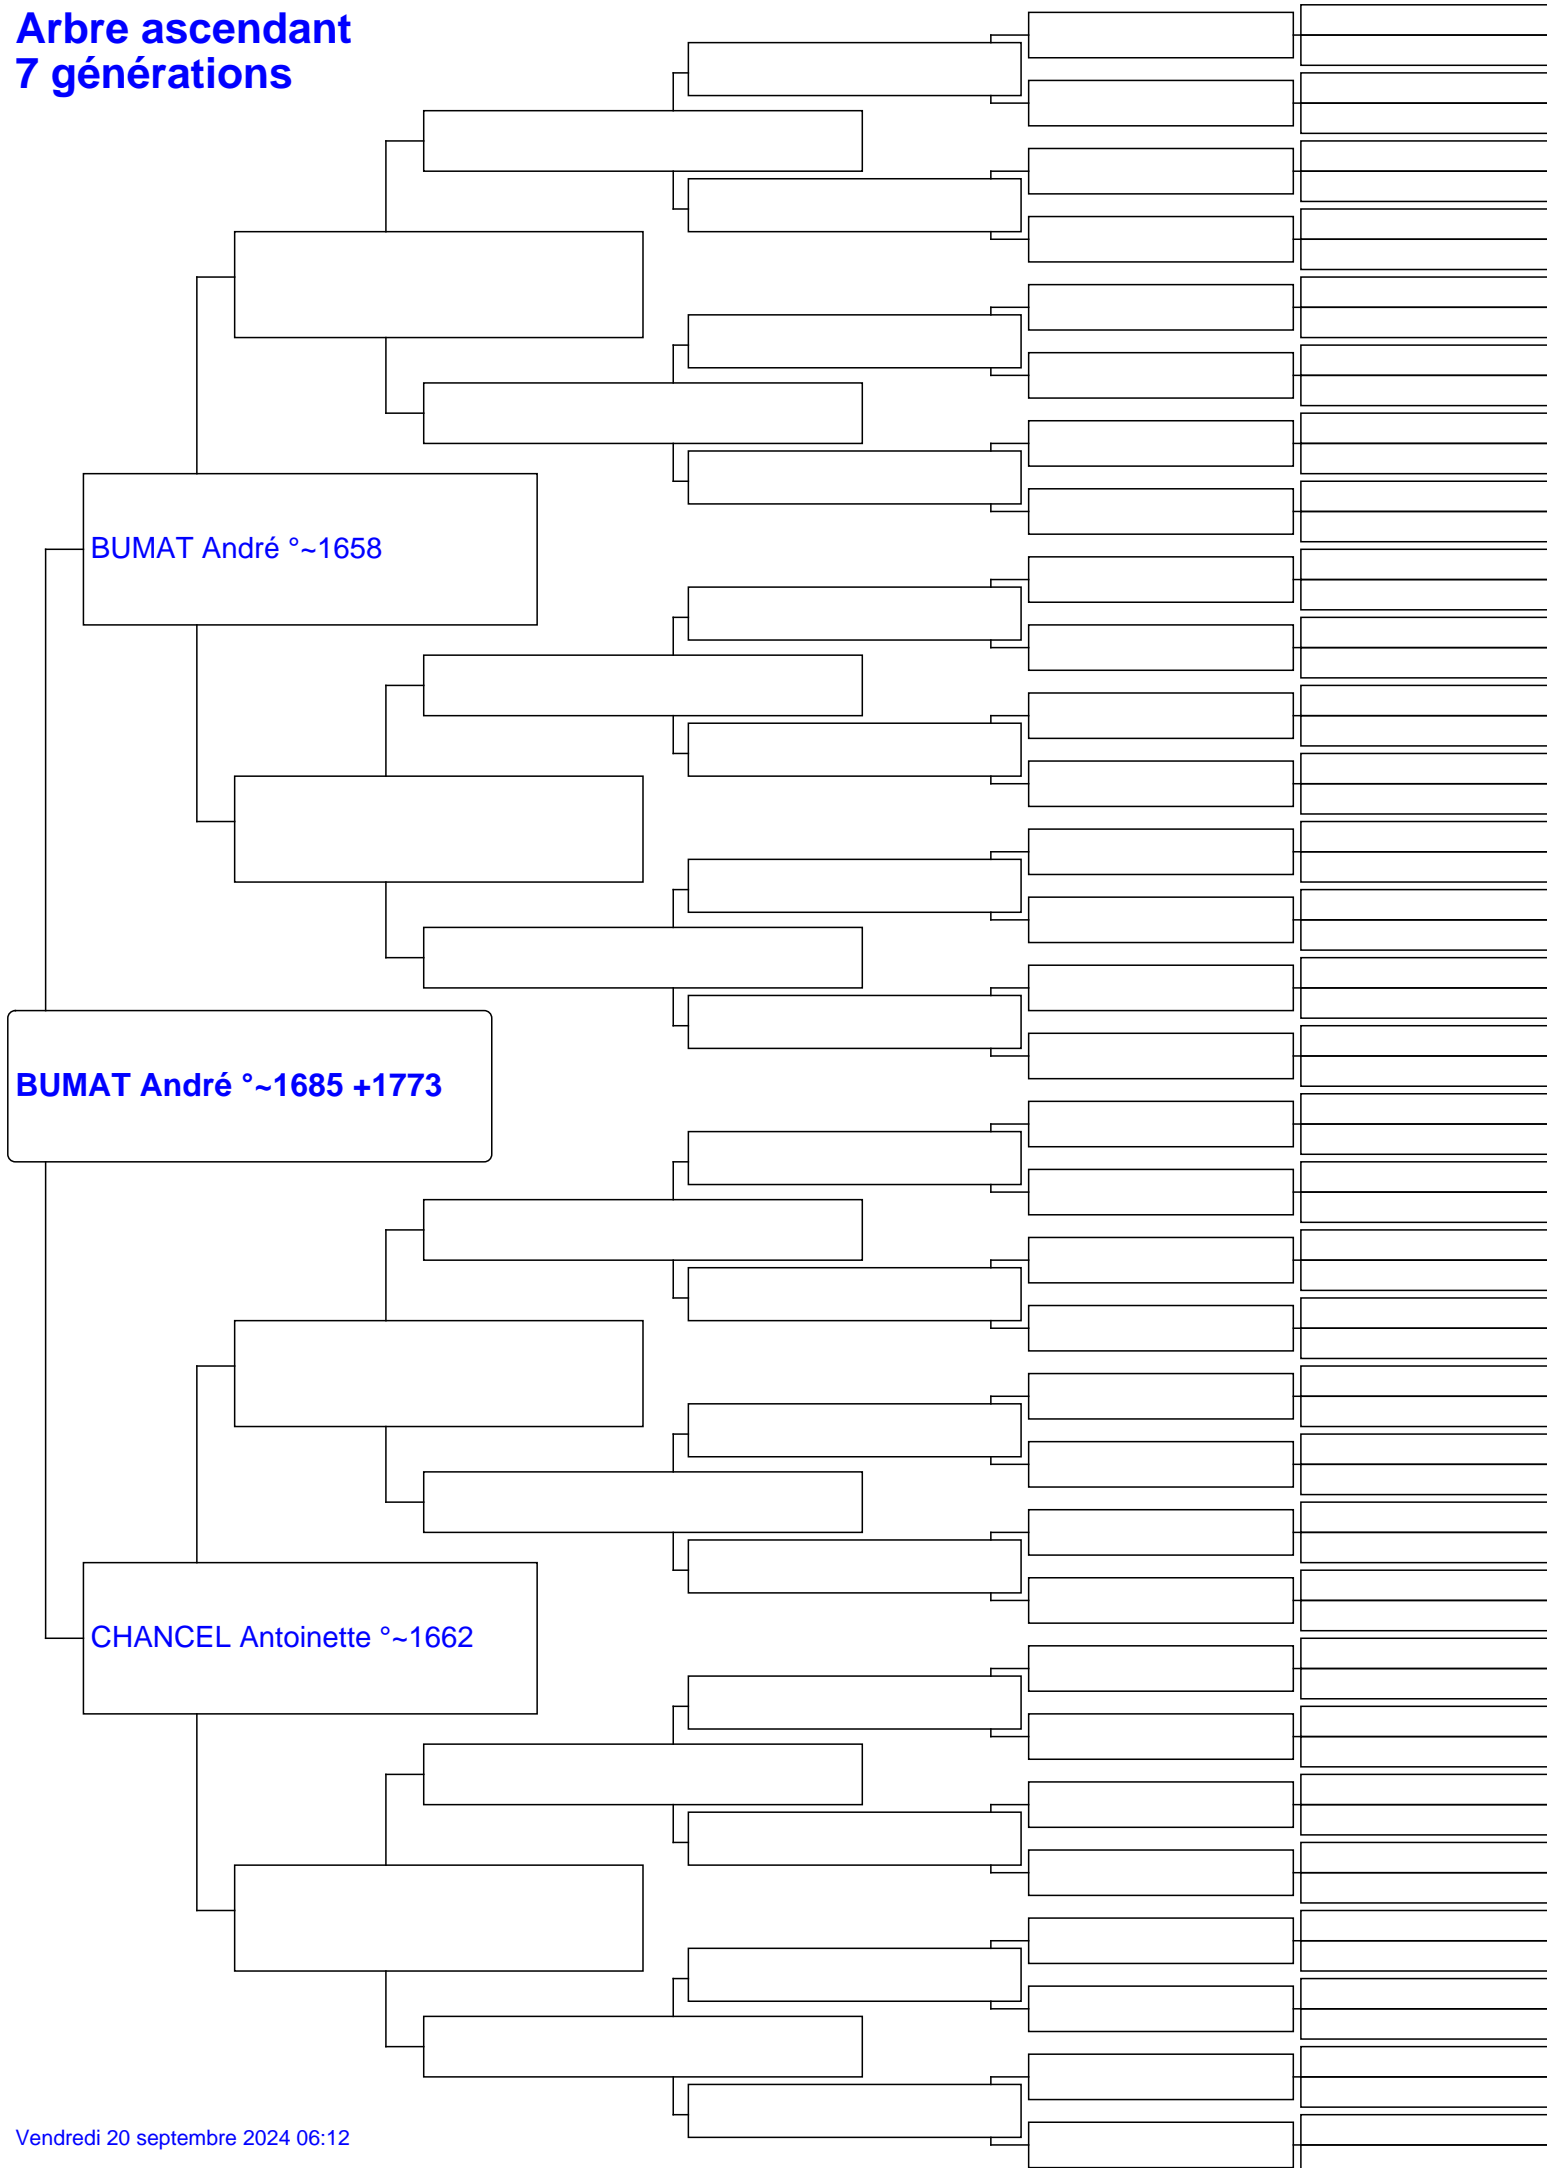 Arbre ascendant
7 générations
BUMAT André °~1658
BUMAT André °~1685 +1773
CHANCEL Antoinette °~1662
Vendredi 20 septembre 2024 06:12